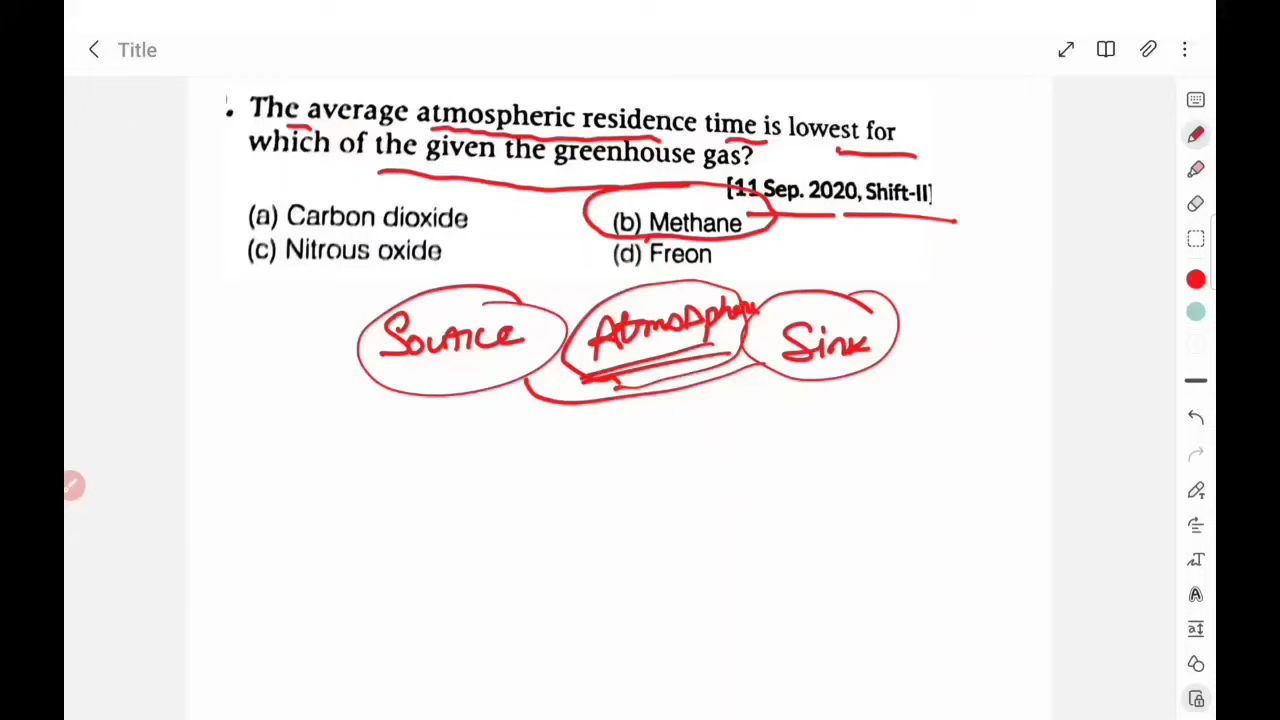 Title
. The average atmospheric residence time is lowest for
which of the given the greenhouse gas?
[11 Sep. 2020, Shift-II]
(a) Carbon dioxide (b) Methane
(c) Nitrous oxide (d) Freon
Source Atmosphere Sink